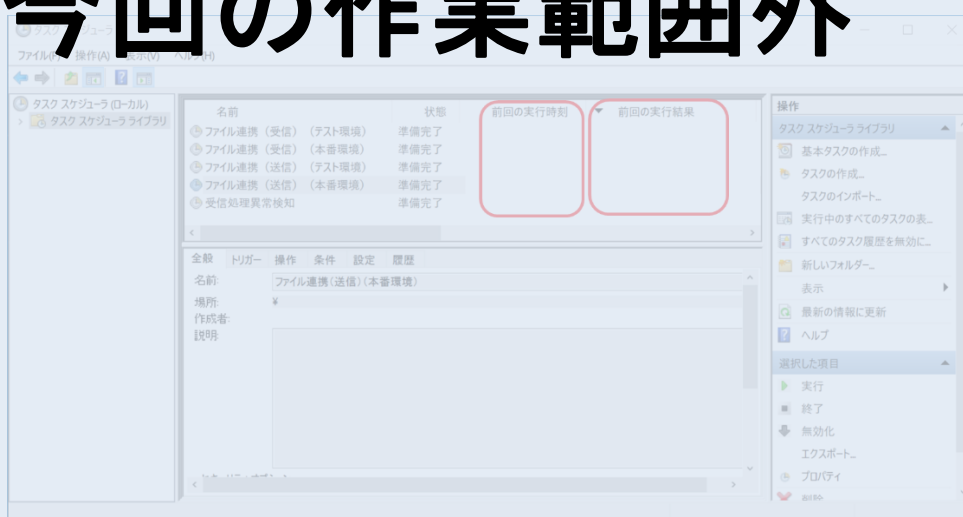 今回の作業範囲外
タスク スケジューラ
ファイル(F) 操作(A) 表示(V) ヘルプ(H)
タスク スケジューラ (ローカル)
タスク スケジューラ ライブラリ
名前 状態 前回の実行時刻 前回の実行結果
ファイル連携（受信）（テスト環境） 準備完了
ファイル連携（受信）（本番環境） 準備完了
ファイル連携（送信）（テスト環境） 準備完了
ファイル連携（送信）（本番環境） 準備完了
受信処理異常検知 準備完了
全般 トリガー 操作 条件 設定 履歴
名前: ファイル連携(送信)(本番環境)
場所: ¥
作成者:
説明:
操作
タスク スケジューラ ライブラリ
基本タスクの作成...
タスクの作成...
タスクのインポート...
実行中のすべてのタスクの表...
すべてのタスク履歴を無効に...
新しいフォルダー...
表示
最新の情報に更新
ヘルプ
選択した項目
実行
終了
無効化
エクスポート...
プロパティ
削除